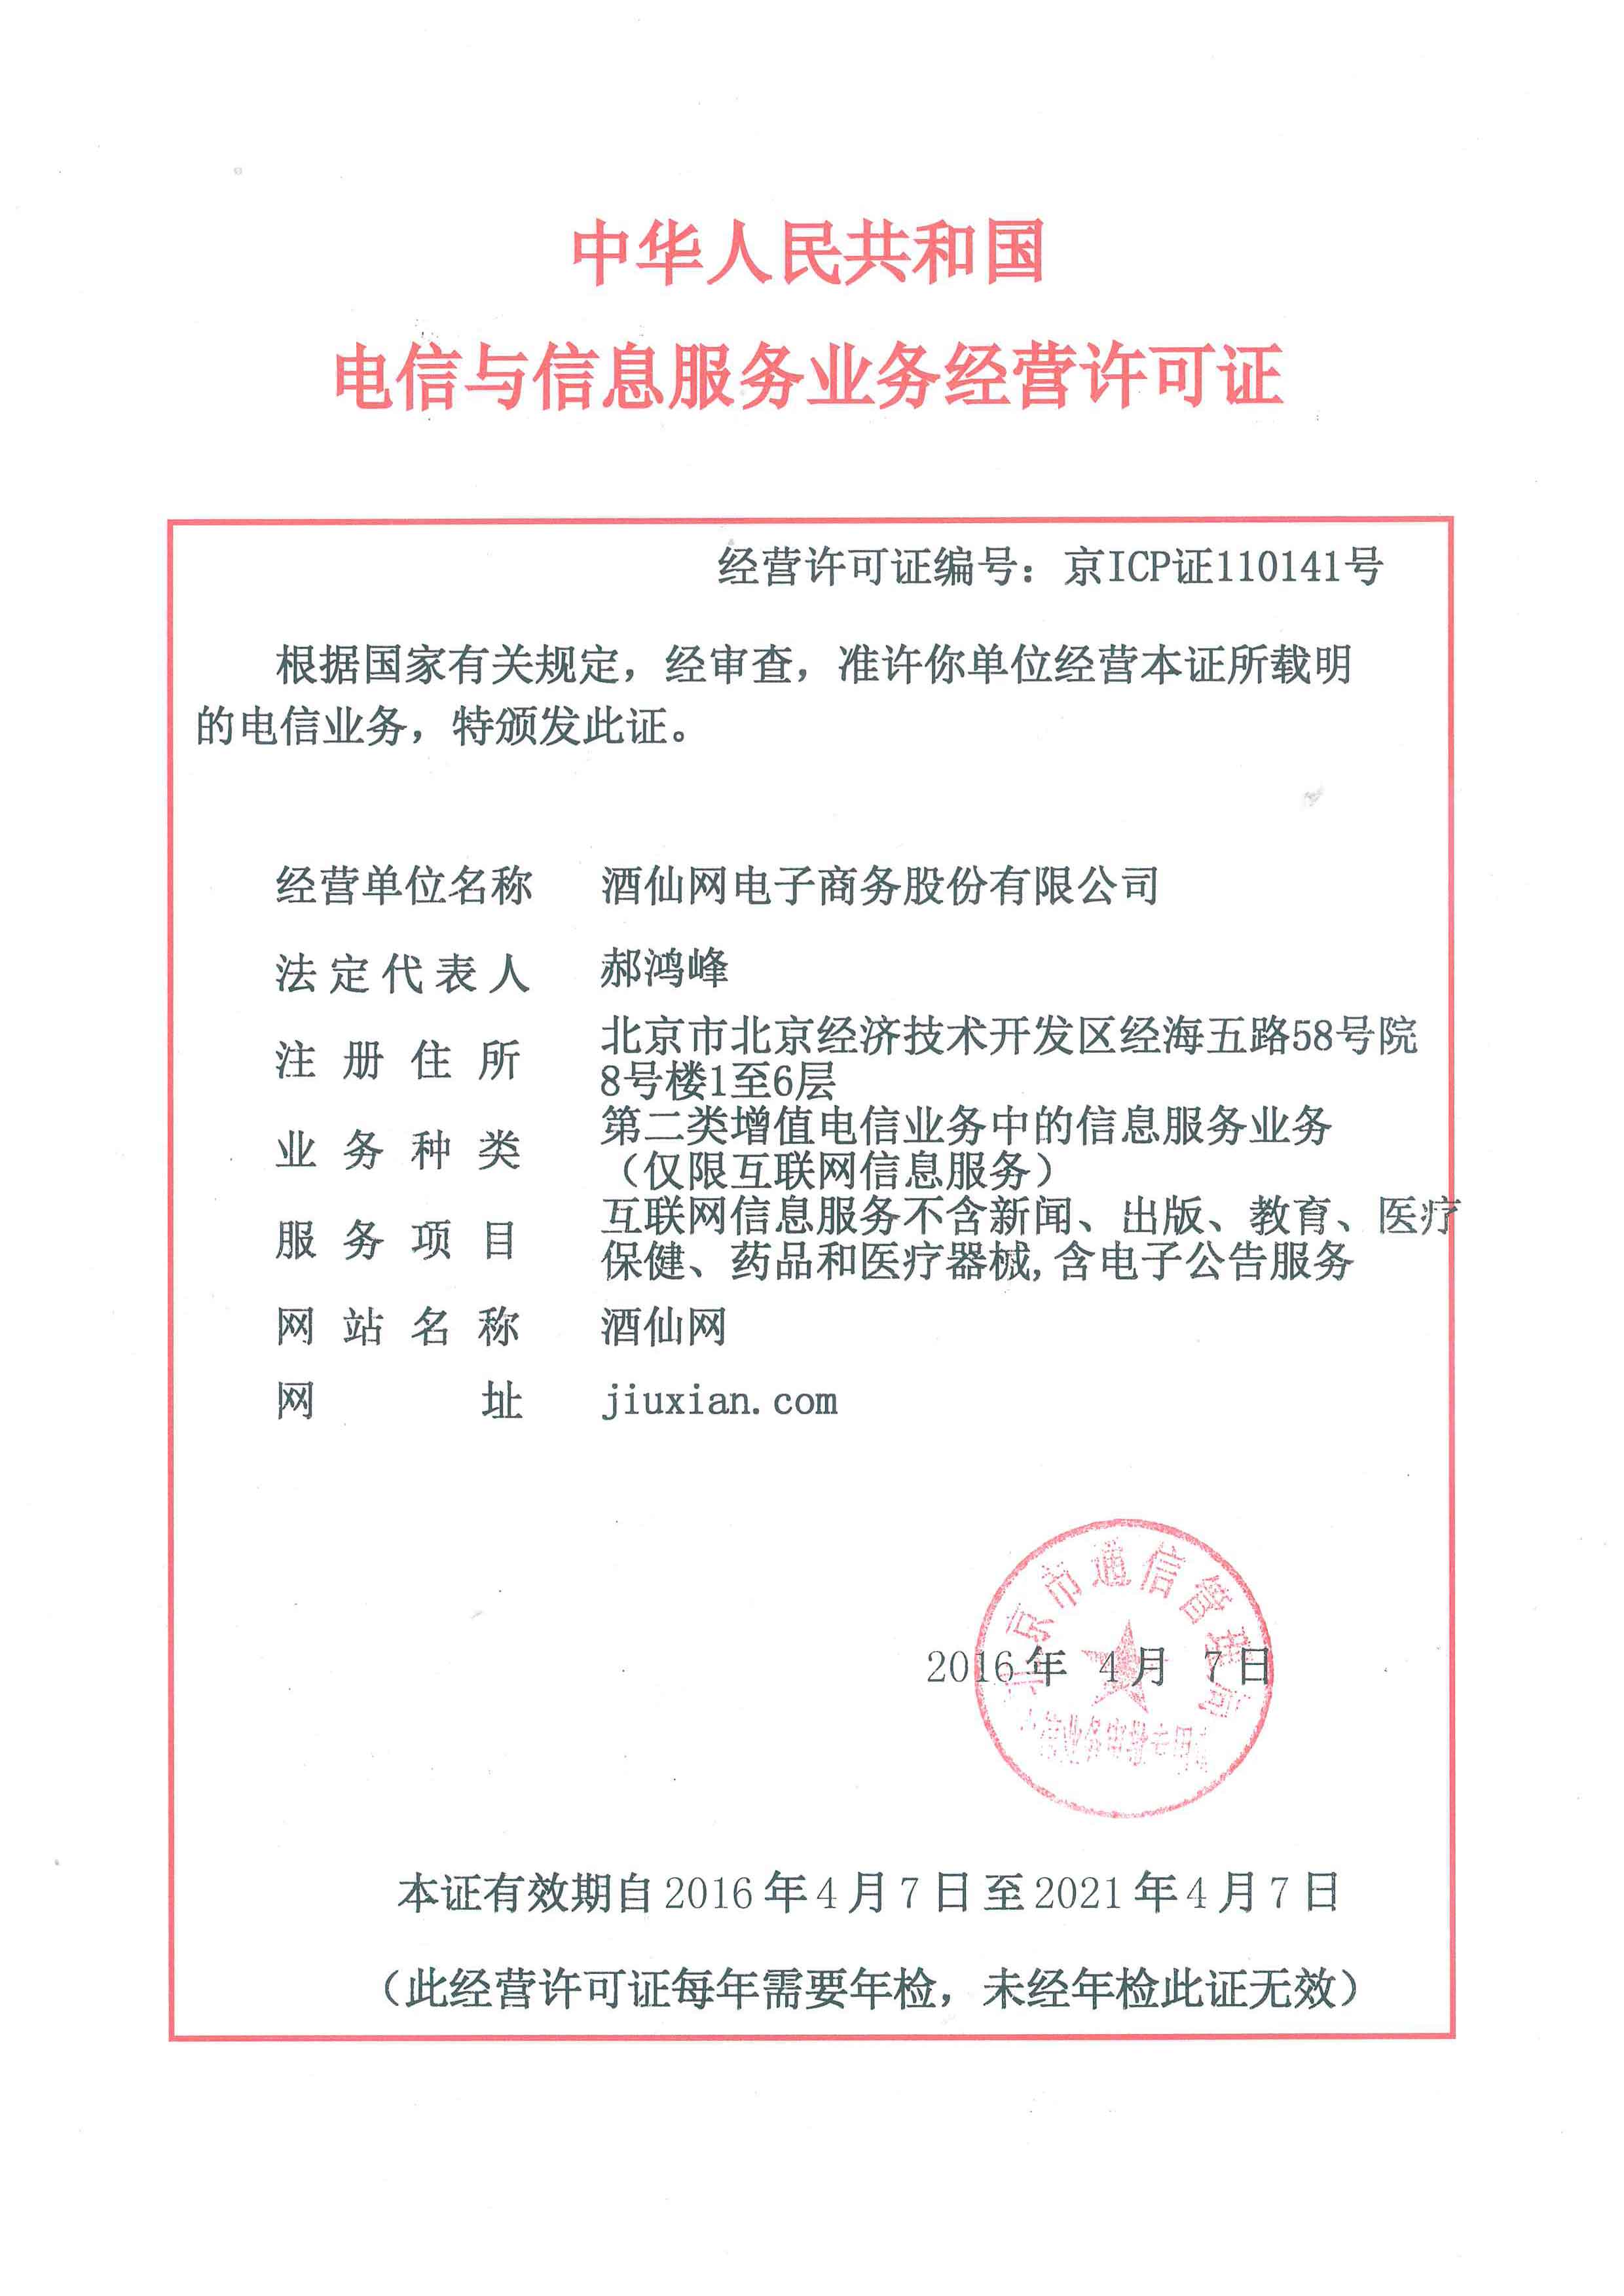 中华人民共和国
电信与信息服务业务经营许可证
经营许可证编号：京ICP证110141号
根据国家有关规定，经审查，准许你单位经营本证所载明
的电信业务，特颁发此证。
经营单位名称 酒仙网电子商务股份有限公司
法定代表人 郝鸿峰
注册住所 北京市北京经济技术开发区经海五路58号院
8号楼1至6层
业务种类 第二类增值电信业务中的信息服务业务
（仅限互联网信息服务）
服务项目 互联网信息服务不含新闻、出版、教育、医疗
保健、药品和医疗器械,含电子公告服务
网站名称 酒仙网
网址 jiuxian.com
北京市通信管理局
2016年 4月 7日
本证有效期自2016年4月7日至2021年4月7日
（此经营许可证每年需要年检，未经年检此证无效）